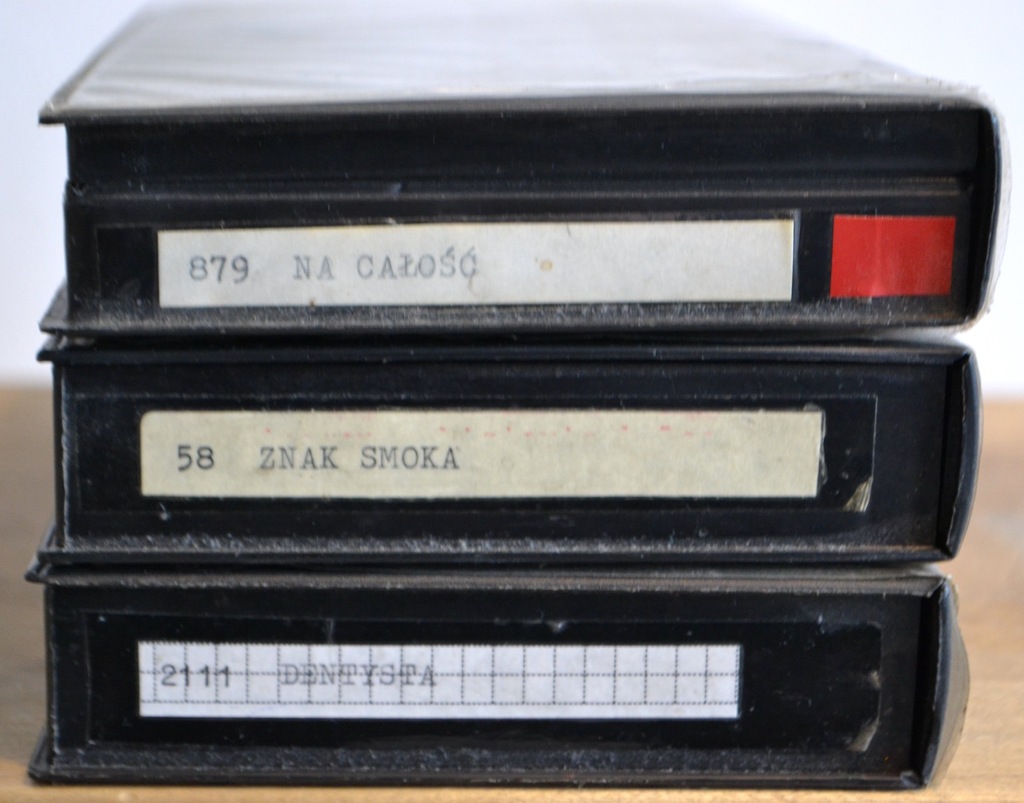 879 NA CAŁOŚĆ
58 ZNAK SMOKA
2111 DENTYSTA